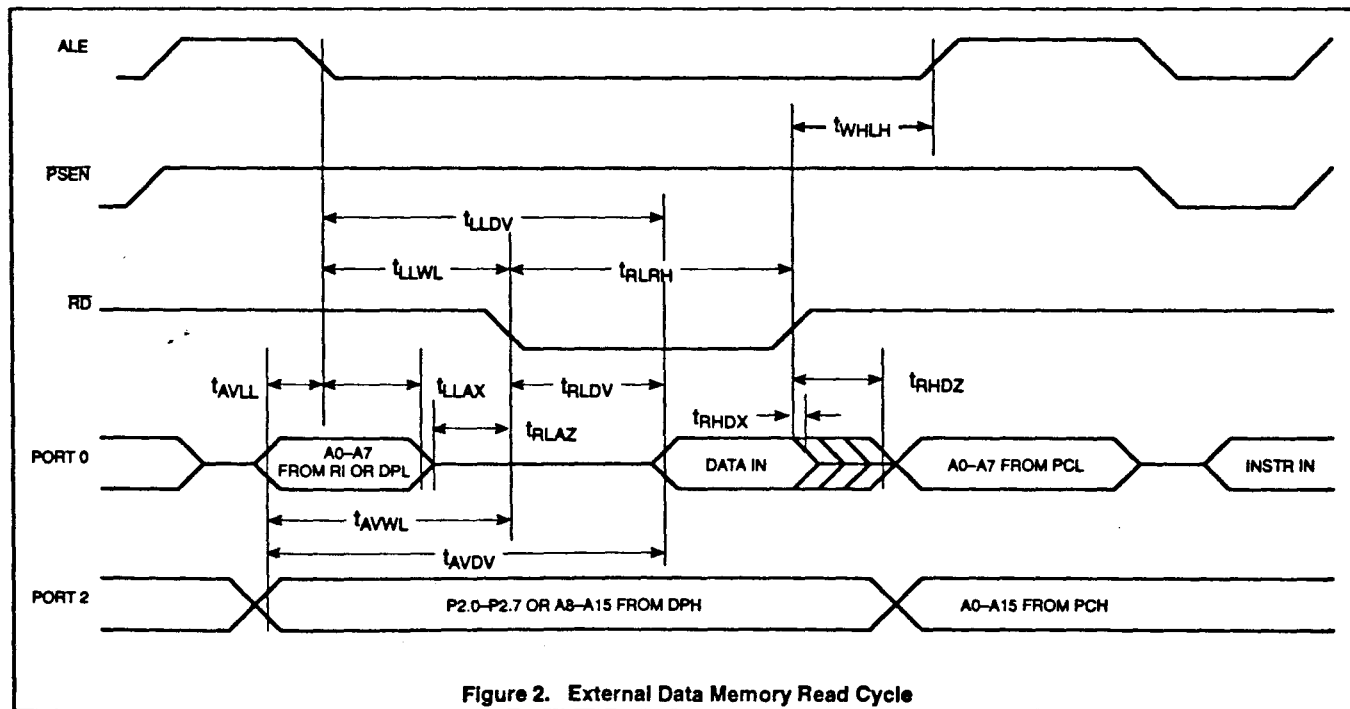 ALE
tWHLH
PSEN
tLLDV
tLLWL
tRLRH
RD
tAVLL
tLLAX
tRLDV
tRHDZ
tRHDX
tRLAZ
PORT 0
A0–A7
FROM RI OR DPL
DATA IN
A0–A7 FROM PCL
INSTR IN
tAVWL
tAVDV
PORT 2
P2.0–P2.7 OR A8–A15 FROM DPH
A0–A15 FROM PCH
Figure 2. External Data Memory Read Cycle